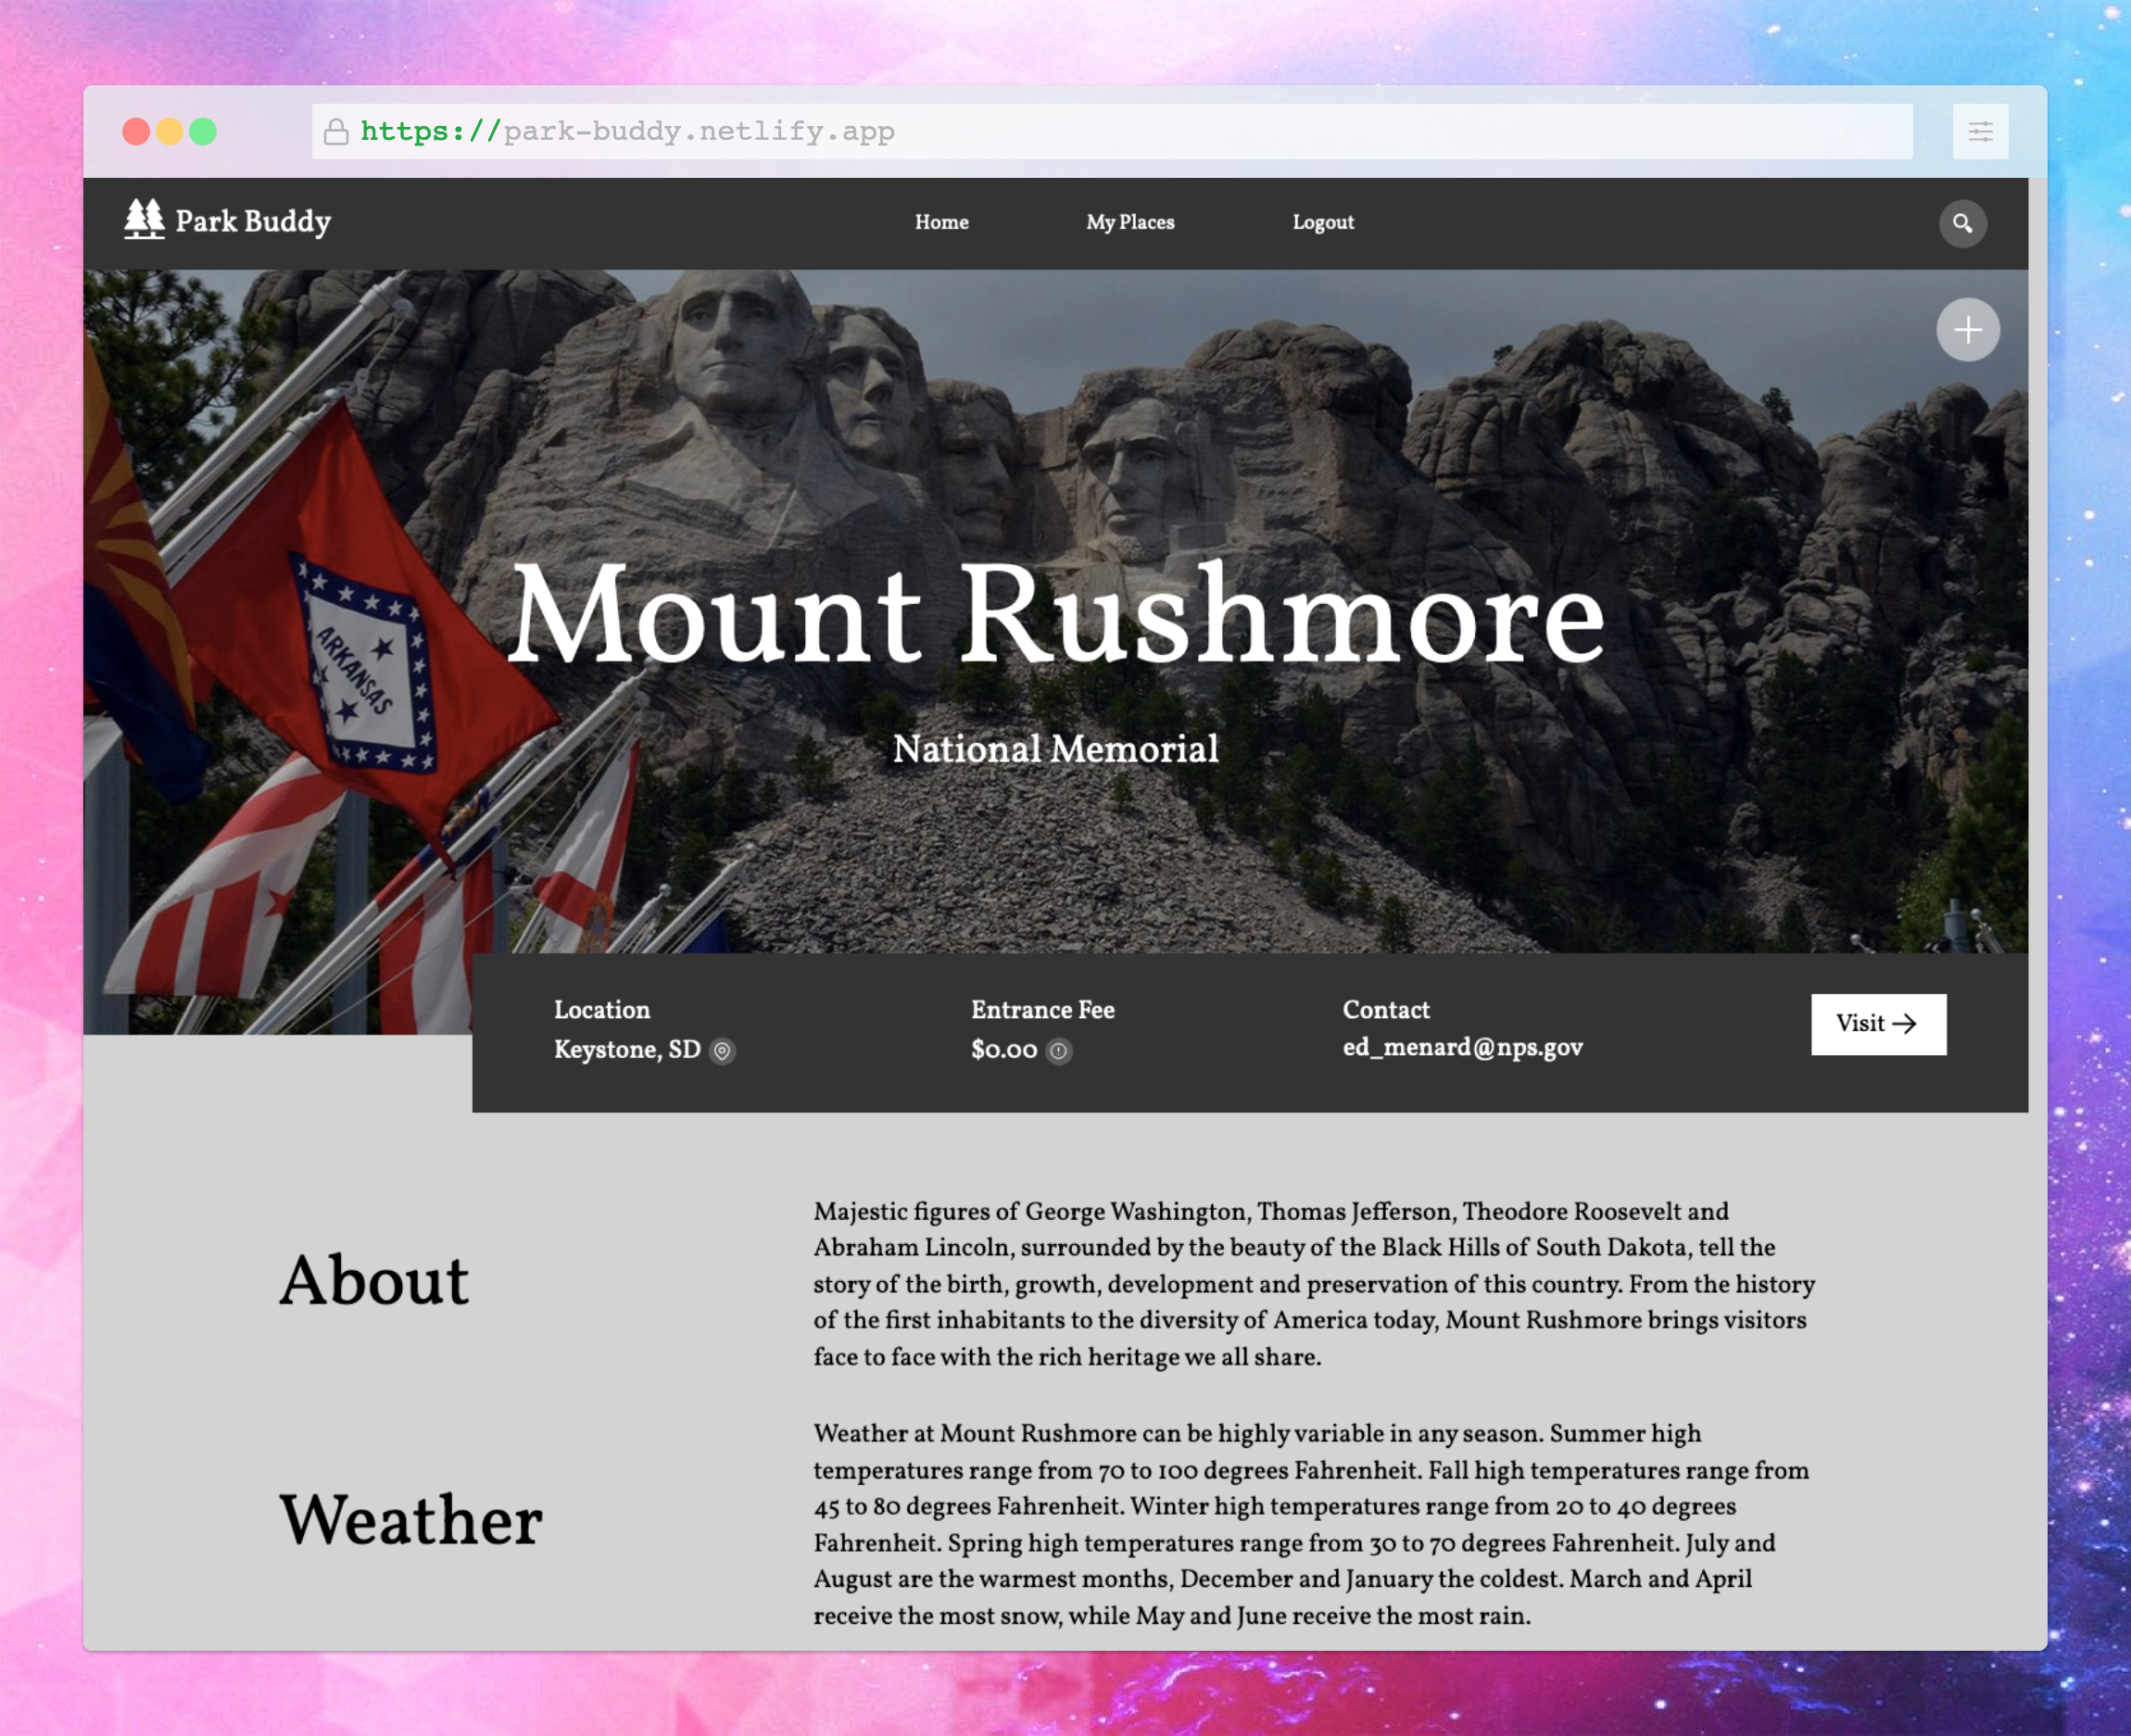 https://park-buddy.netlify.app
Park Buddy
Home
My Places
Logout
ARKANSAS
Mount Rushmore
National Memorial
Location
Keystone, SD
Entrance Fee
$0.00
Contact
ed_menard@nps.gov
Visit →
About
Majestic figures of George Washington, Thomas Jefferson, Theodore Roosevelt and
Abraham Lincoln, surrounded by the beauty of the Black Hills of South Dakota, tell the
story of the birth, growth, development and preservation of this country. From the history
of the first inhabitants to the diversity of America today, Mount Rushmore brings visitors
face to face with the rich heritage we all share.
Weather
Weather at Mount Rushmore can be highly variable in any season. Summer high
temperatures range from 70 to 100 degrees Fahrenheit. Fall high temperatures range from
45 to 80 degrees Fahrenheit. Winter high temperatures range from 20 to 40 degrees
Fahrenheit. Spring high temperatures range from 30 to 70 degrees Fahrenheit. July and
August are the warmest months, December and January the coldest. March and April
receive the most snow, while May and June receive the most rain.